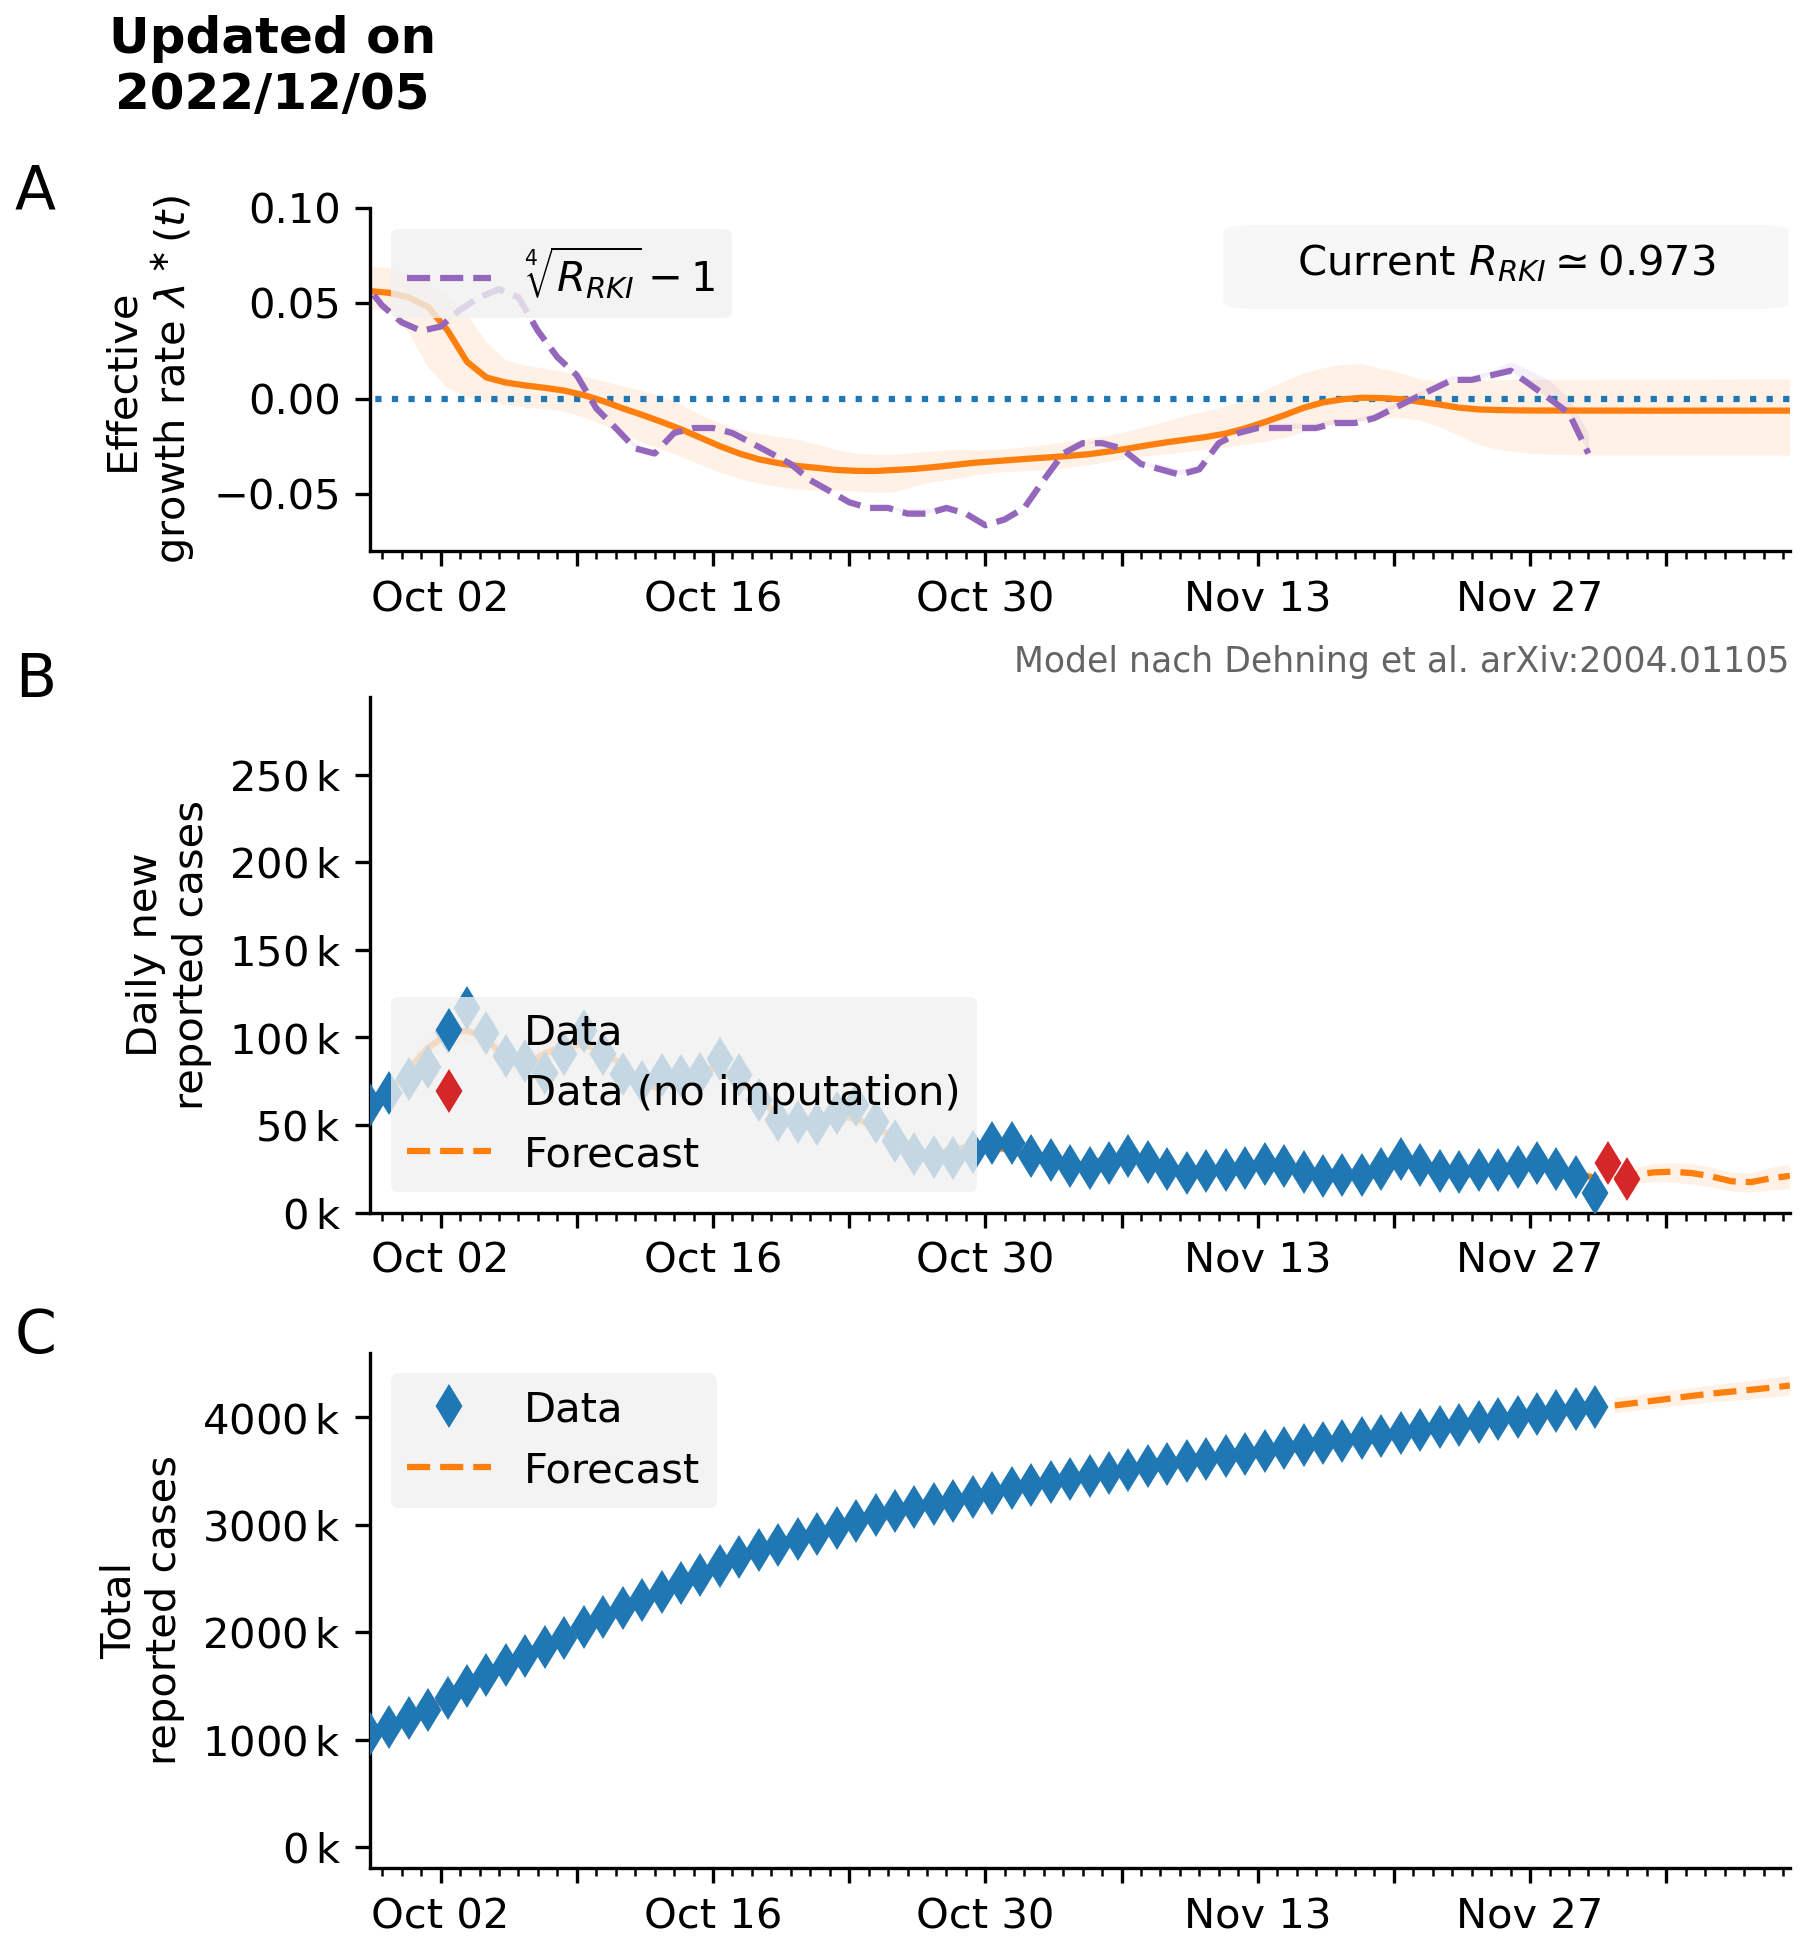 Updated on
2022/12/05
A
Effective
growth rate λ * (t)
0.10
0.05
0.00
−0.05
∜R_RKI − 1
Current R_RKI ≃ 0.973
Oct 02
Oct 16
Oct 30
Nov 13
Nov 27
Model nach Dehning et al. arXiv:2004.01105
B
Daily new
reported cases
250 k
200 k
150 k
100 k
50 k
0 k
Data
Data (no imputation)
Forecast
Oct 02
Oct 16
Oct 30
Nov 13
Nov 27
C
Total
reported cases
4000 k
3000 k
2000 k
1000 k
0 k
Data
Forecast
Oct 02
Oct 16
Oct 30
Nov 13
Nov 27